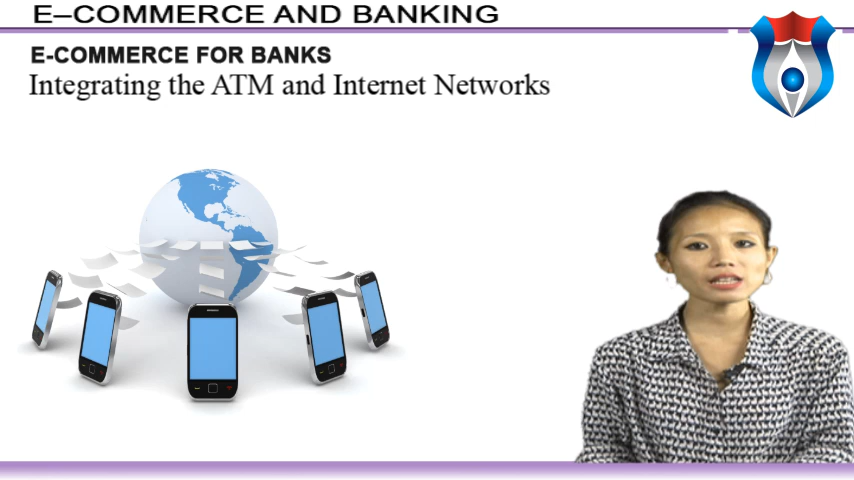 E–COMMERCE AND BANKING
E-COMMERCE FOR BANKS
Integrating the ATM and Internet Networks